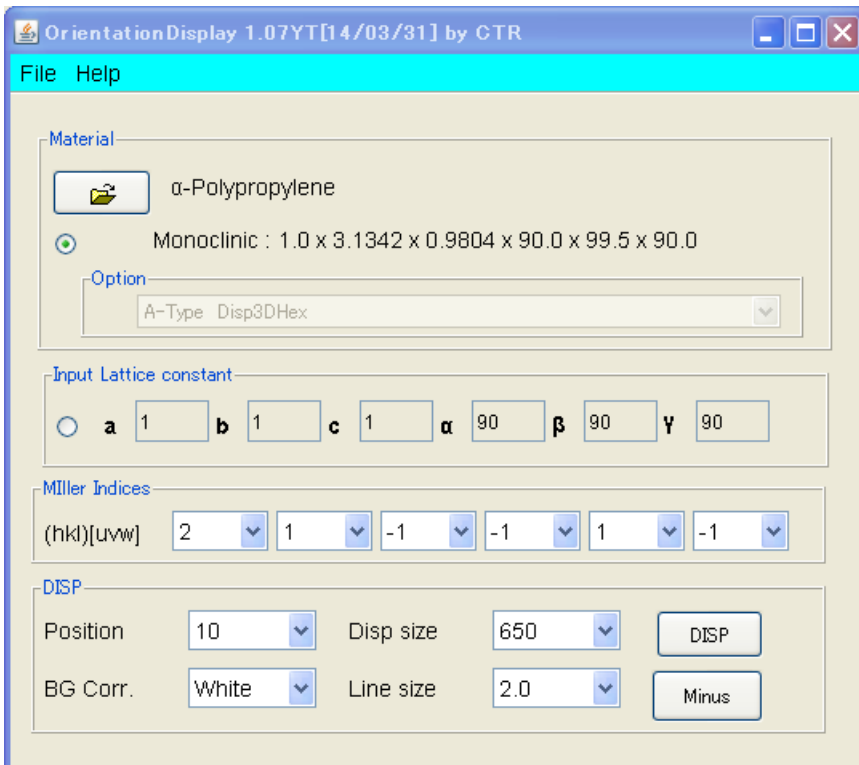 OrientationDisplay 1.07YT[14/03/31] by CTR
File Help
Material
α-Polypropylene
Monoclinic : 1.0 x 3.1342 x 0.9804 x 90.0 x 99.5 x 90.0
Option
A-Type Disp3DHex
Input Lattice constant
a 1 b 1 c 1 α 90 β 90 γ 90
MIller Indices
(hkl)[uvw] 2 1 -1 -1 1 -1
DISP
Position 10 Disp size 650 DISP
BG Corr. White Line size 2.0 Minus